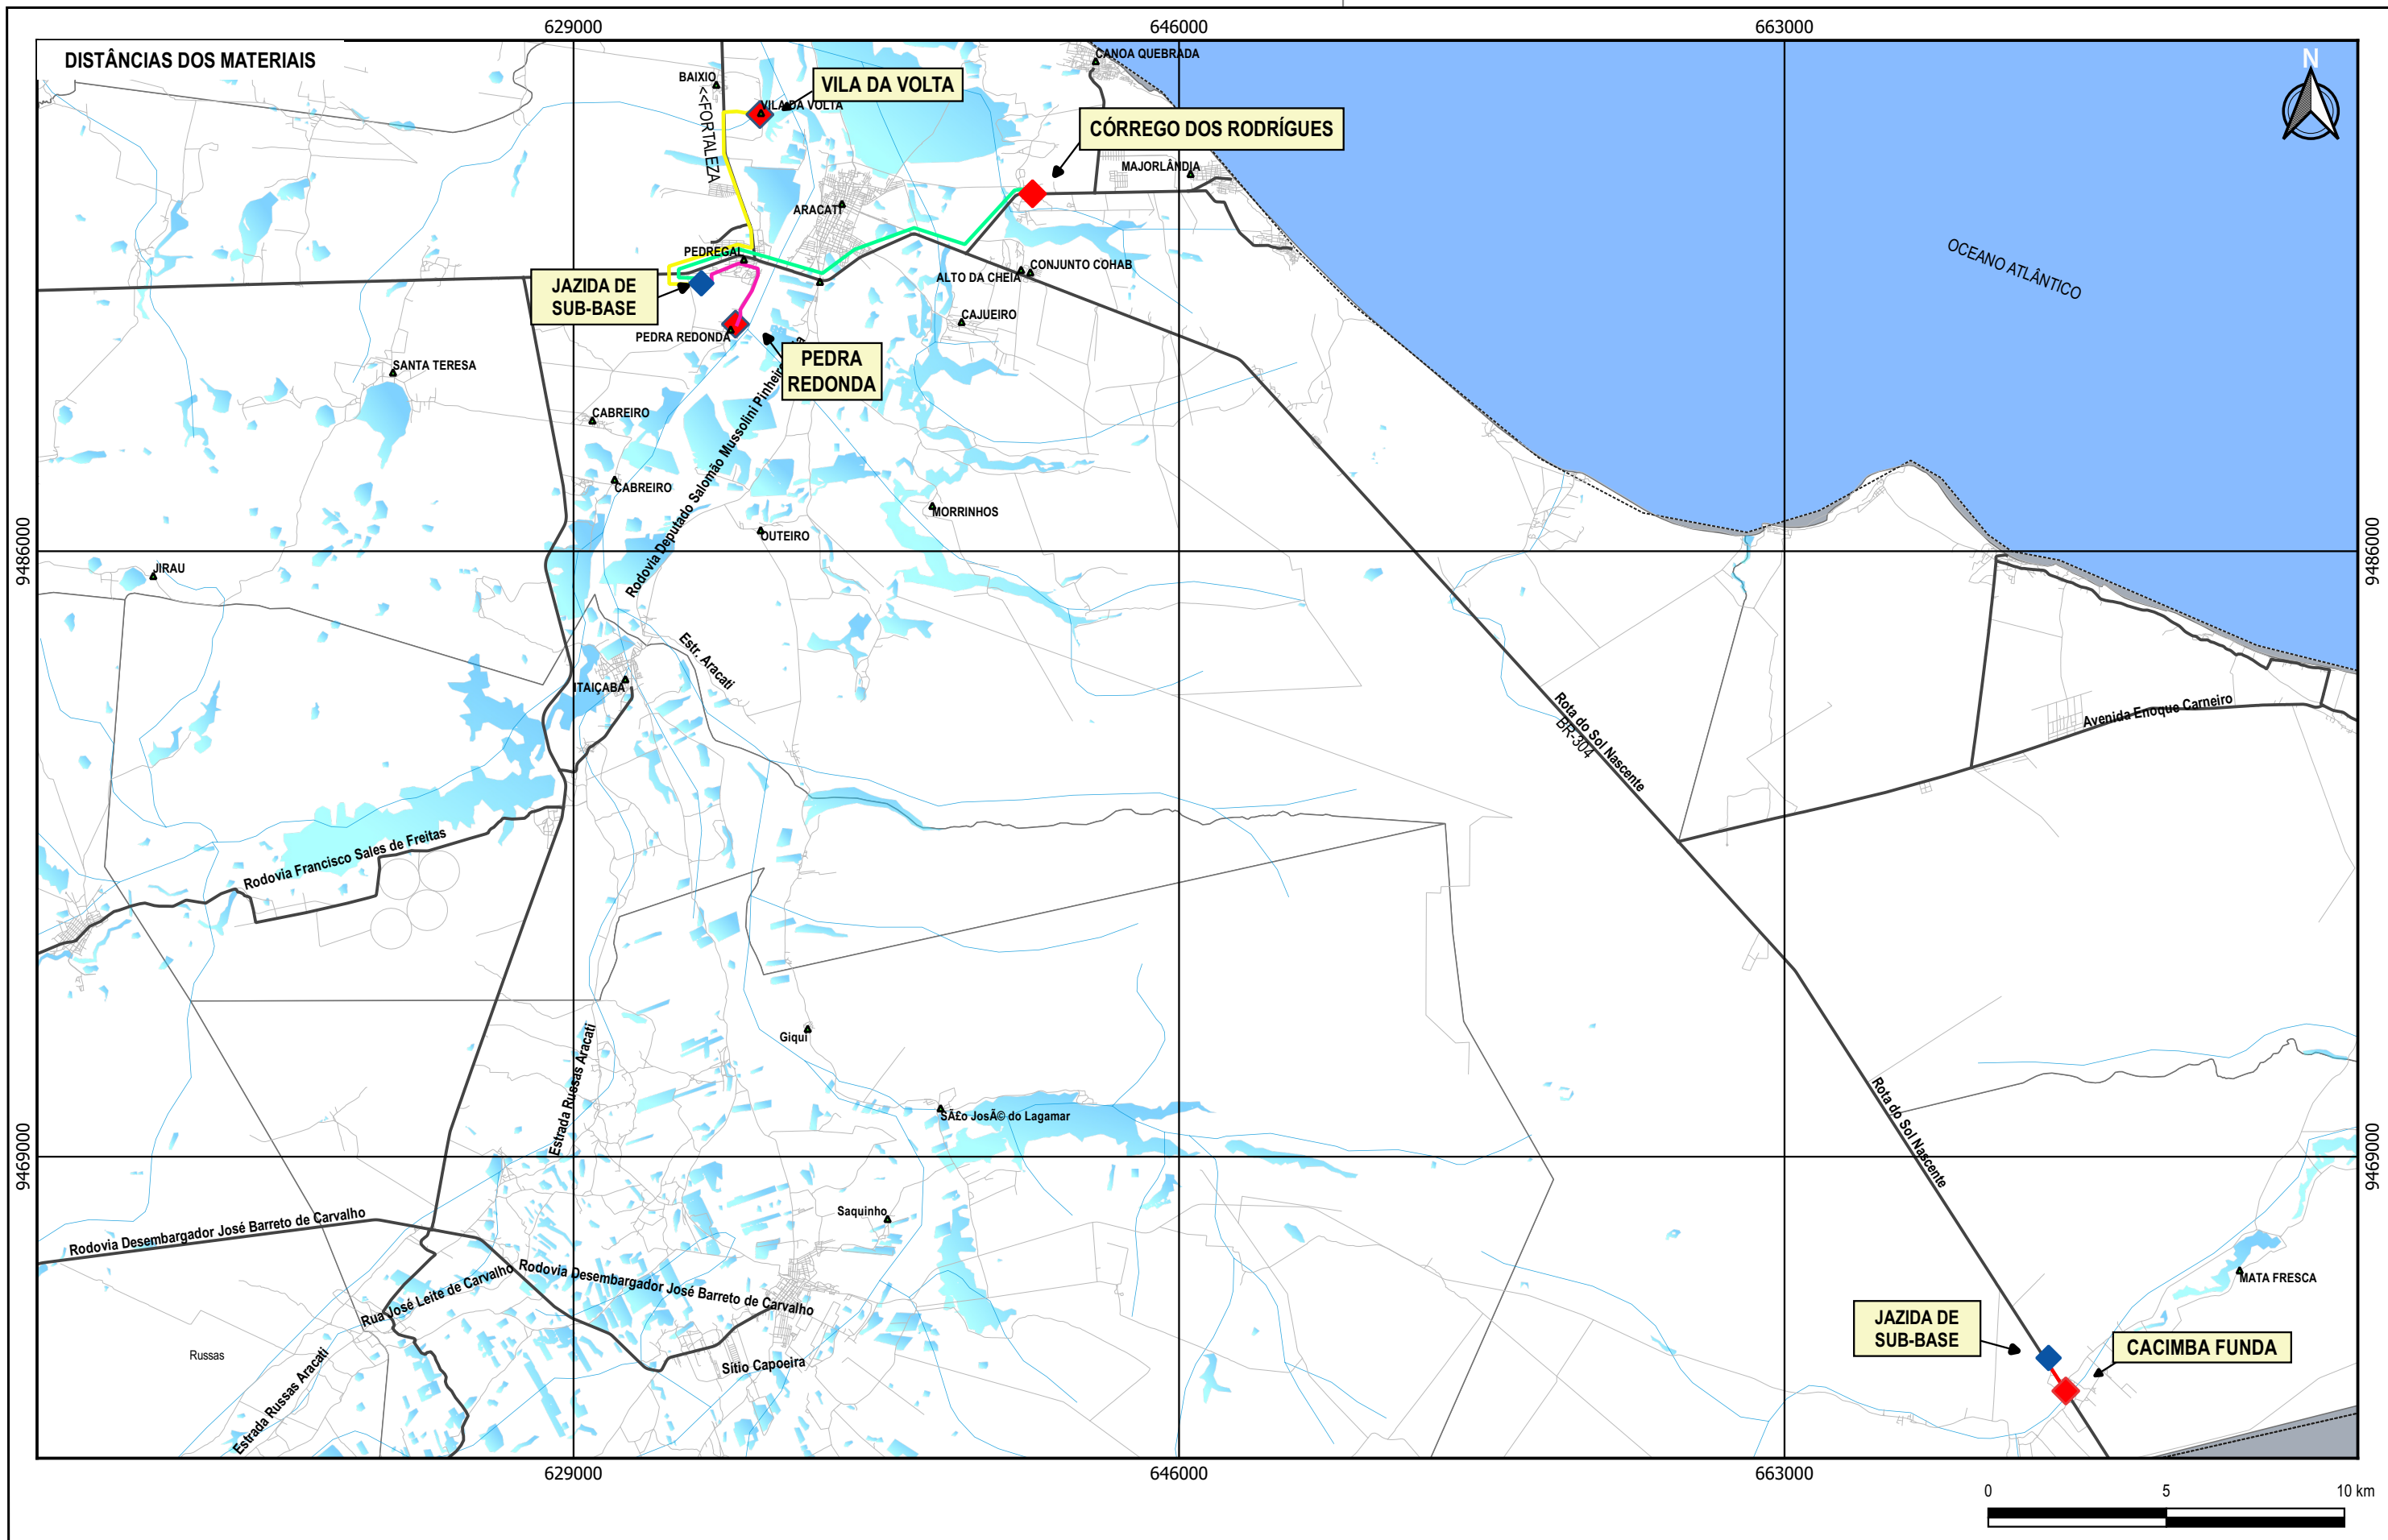 629000
646000
663000
DISTÂNCIAS DOS MATERIAIS
CANOA QUEBRADA
N
BAIXIO
VILA DA VOLTA
<<FORTALEZA
VILA DA VOLTA
CÓRREGO DOS RODRÍGUES
MAJORLÂNDIA
ARACATI
OCEANO ATLÂNTICO
PEDREGAL
CONJUNTO COHAB
ALTO DA CHEIA
JAZIDA DE
SUB-BASE
CAJUEIRO
PEDRA REDONDA
PEDRA
REDONDA
SANTA TERESA
CABREIRO
Rodovia Deputado Salomão Mussolini Pinheiro
CABREIRO
MORRINHOS
OUTEIRO
9486000
9486000
JIRAU
Estr. Aracati
ITAIÇABA
Rota do Sol Nascente
BR-304
Avenida Enoque Carneiro
Rodovia Francisco Sales de Freitas
Giqui
Estrada Russas Aracati
São José do Lagamar
Rota do Sol Nascente
9469000
9469000
Saquinho
Rodovia Desembargador José Barreto de Carvalho
Rua José Leite de Carvalho
Rodovia Desembargador José Barreto de Carvalho
MATA FRESCA
JAZIDA DE
SUB-BASE
CACIMBA FUNDA
Russas
Estrada Russas Aracati
Sítio Capoeira
629000
646000
663000
0 5 10 km